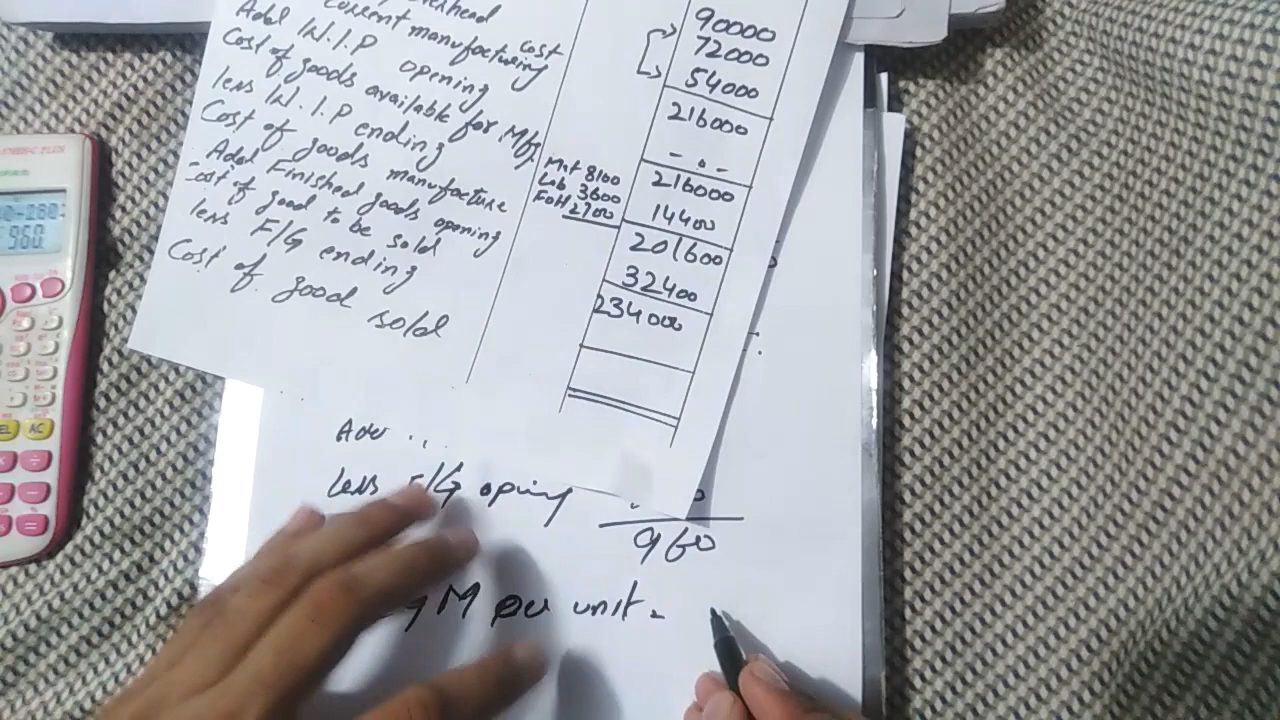 current manufacturing cost
Add W.I.P opening
Cost of goods available for Mfg.
less W.I.P ending
Cost of goods manufacture
Add Finished goods opening
cost of good to be sold
less F/G ending
Cost of good sold
90000
72000
54000
216000
- . -
216000
Mat 8100
Lab 3600
FoH 2700
14400
201600
32400
234000
Less F/G opning
960
M per unit =
960.
AC